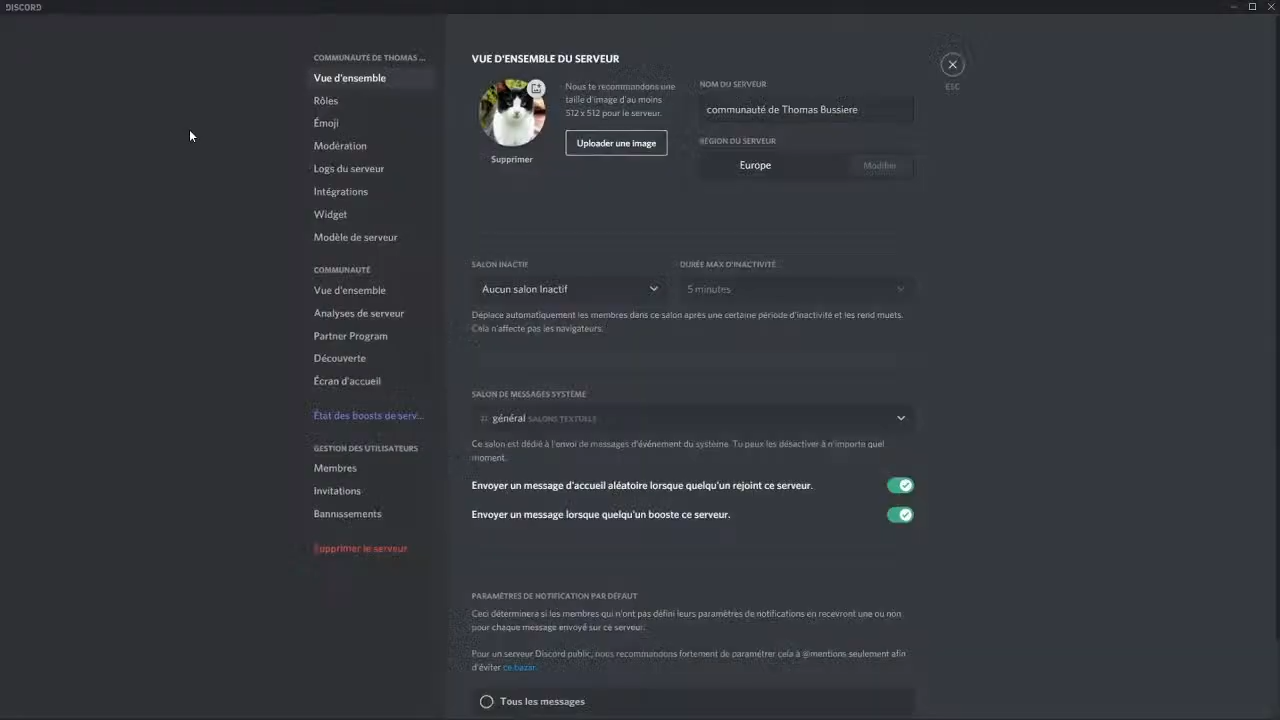 DISCORD
COMMUNAUTÉ DE THOMAS ...
Vue d'ensemble
Rôles
Émoji
Modération
Logs du serveur
Intégrations
Widget
Modèle de serveur
COMMUNAUTÉ
Vue d'ensemble
Analyses de serveur
Partner Program
Découverte
Écran d'accueil
État des boosts de serv...
GESTION DES UTILISATEURS
Membres
Invitations
Bannissements
Supprimer le serveur
VUE D'ENSEMBLE DU SERVEUR
Supprimer
Nous te recommandons une
taille d'image d'au moins
512 x 512 pour le serveur.
Uploader une image
NOM DU SERVEUR
communauté de Thomas Bussiere
RÉGION DU SERVEUR
Europe
Modifier
ESC
SALON INACTIF
Aucun salon Inactif
DURÉE MAX D'INACTIVITÉ
5 minutes
Déplace automatiquement les membres dans ce salon après une certaine période d'inactivité et les rend muets.
Cela n'affecte pas les navigateurs.
SALON DE MESSAGES SYSTÈME
# général SALONS TEXTUELS
Ce salon est dédié à l'envoi de messages d'événement du système. Tu peux les désactiver à n'importe quel
moment.
Envoyer un message d'accueil aléatoire lorsque quelqu'un rejoint ce serveur.
Envoyer un message lorsque quelqu'un booste ce serveur.
PARAMÈTRES DE NOTIFICATION PAR DÉFAUT
Ceci déterminera si les membres qui n'ont pas défini leurs paramètres de notifications en recevront une ou non
pour chaque message envoyé sur ce serveur.
Pour un serveur Discord public, nous recommandons fortement de paramétrer cela à @mentions seulement afin
d'éviter ce bazar.
Tous les messages